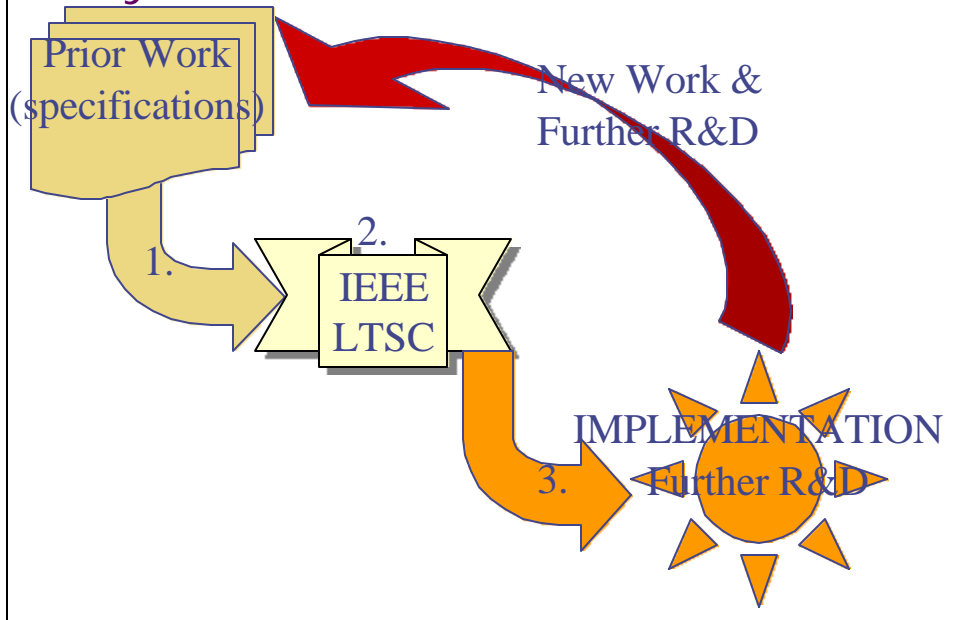 Prior Work
(specifications)
New Work &
Further R&D
1.
2.
IEEE
LTSC
3.
IMPLEMENTATION
Further R&D